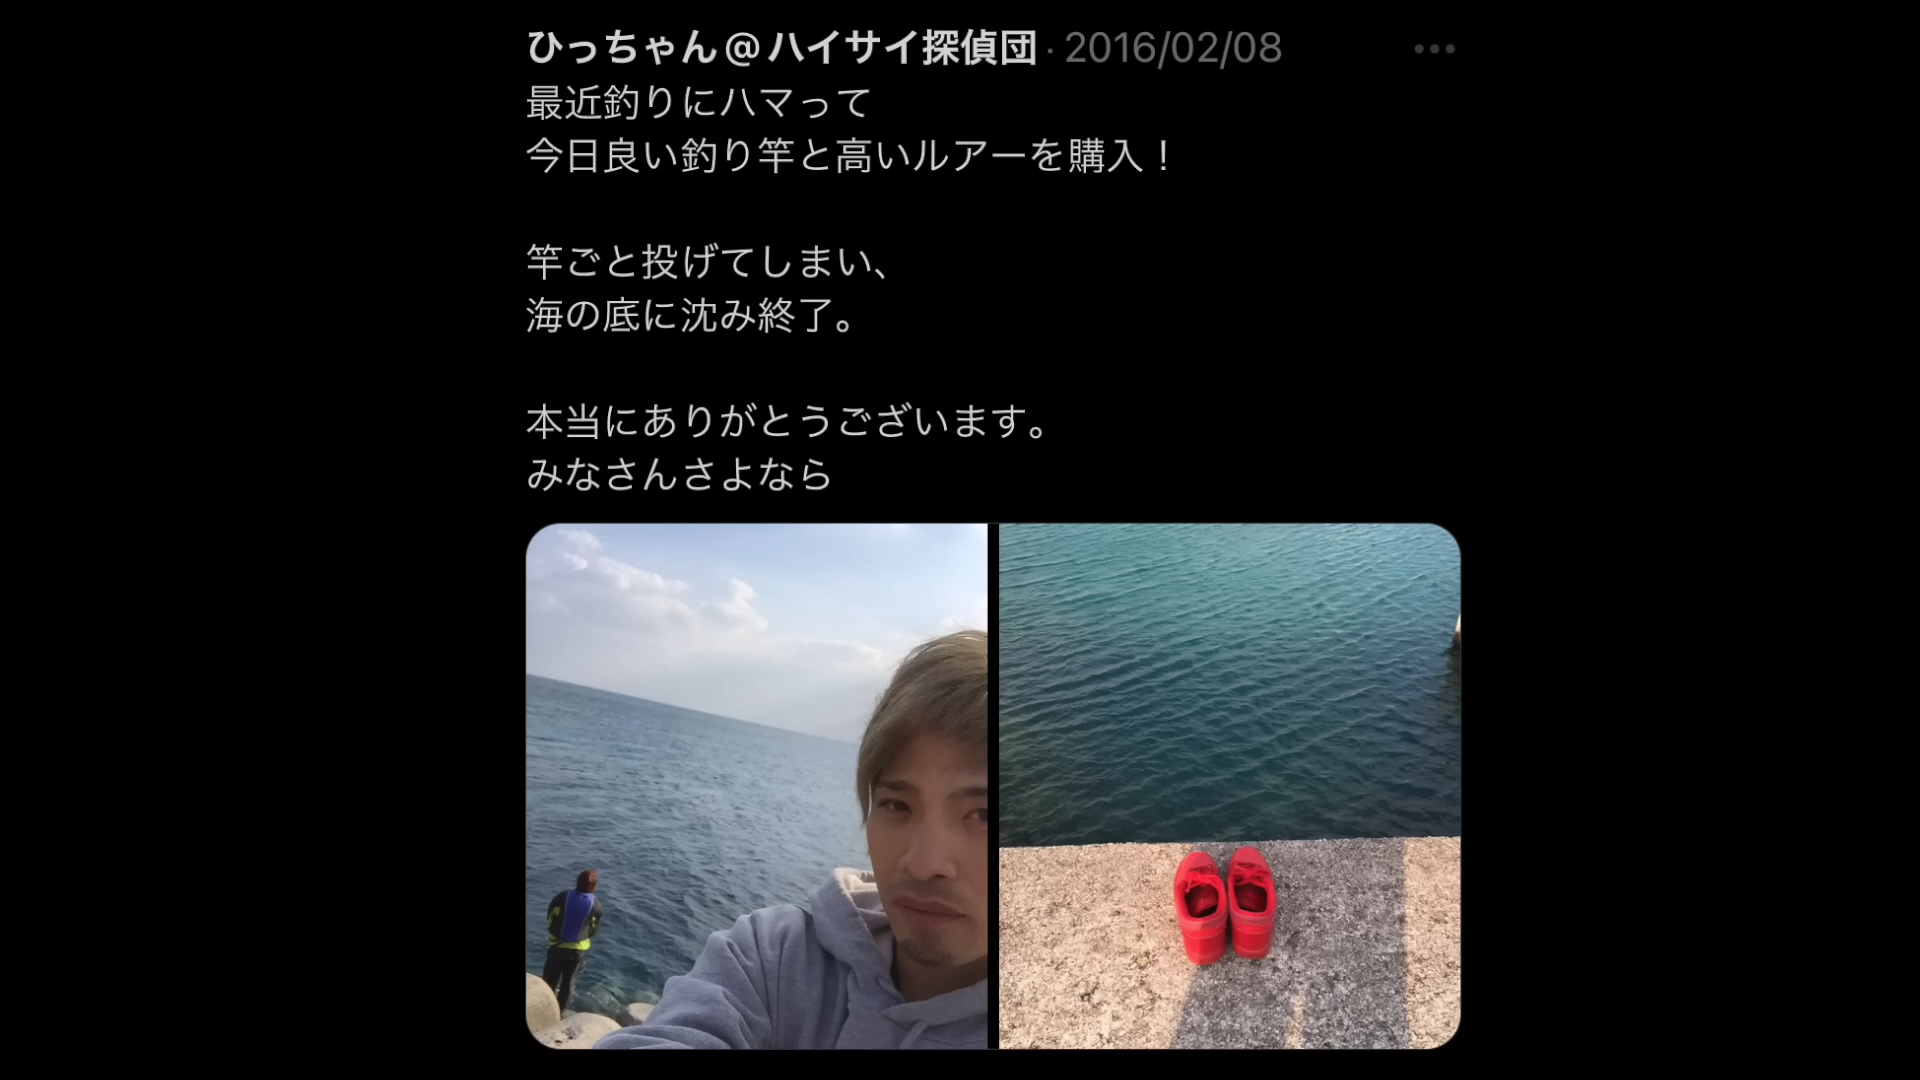 ひっちゃん@ハイサイ探偵団 · 2016/02/08 …
最近釣りにハマって
今日良い釣り竿と高いルアーを購入！
竿ごと投げてしまい、
海の底に沈み終了。
本当にありがとうございます。
みなさんさよなら